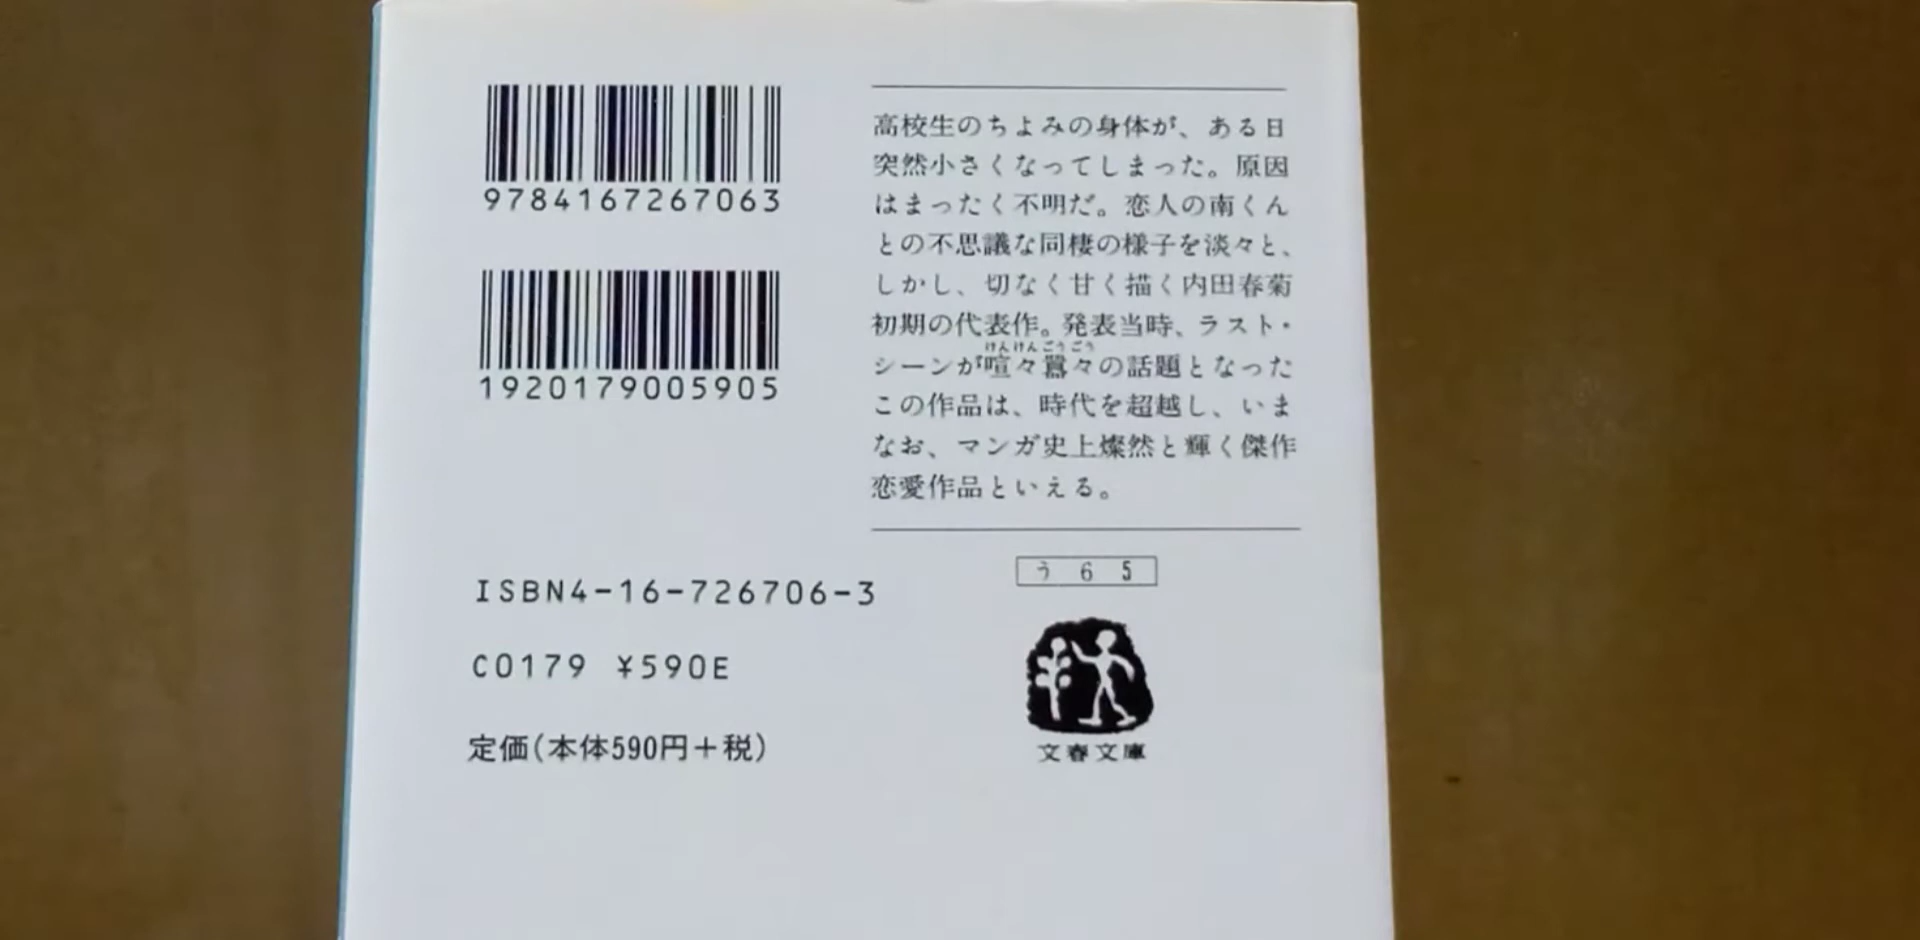 9784167267063
1920179005905
ISBN4-16-726706-3
C0179 ¥590E
定価(本体590円+税)
高校生のちよみの身体が、ある日
突然小さくなってしまった。原因
はまったく不明だ。恋人の南くん
との不思議な同棲の様子を淡々と、
しかし、切なく甘く描く内田春菊
初期の代表作。発表当時、ラスト・
けんけんごうごう
シーンが喧々囂々の話題となった
この作品は、時代を超越し、いま
なお、マンガ史上燦然と輝く傑作
恋愛作品といえる。
う 6 5
文春文庫